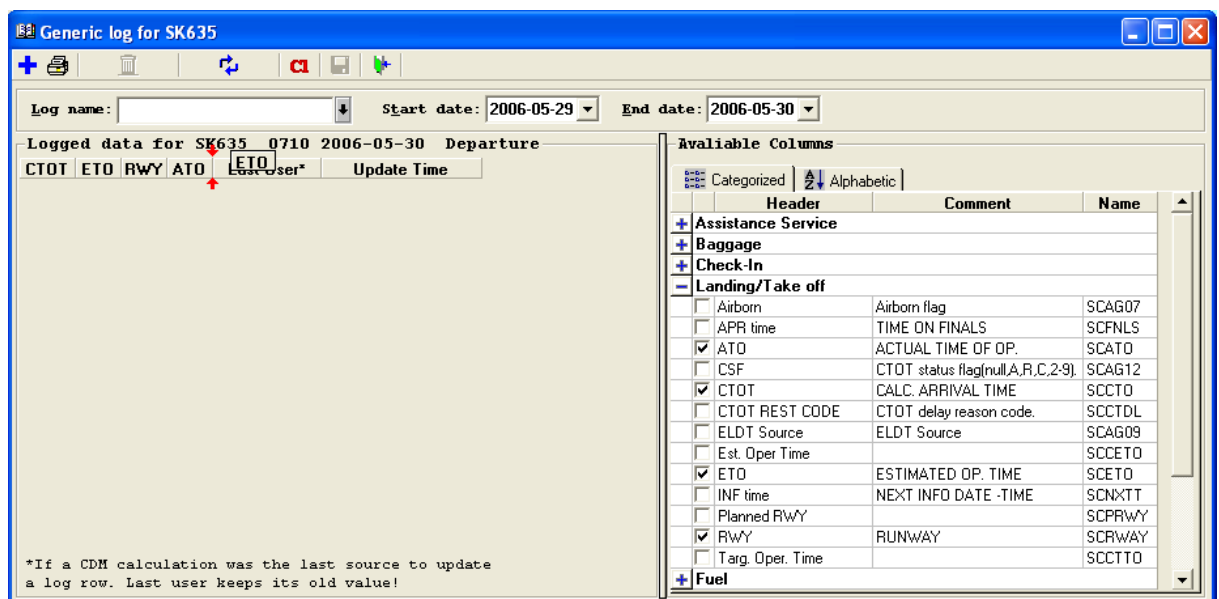 Generic log for SK635
CI
Log name: Start date: 2006-05-29 End date: 2006-05-30
Logged data for SK635 0710 2006-05-30 Departure
CTOT ETO RWY ATO Last User* Update Time
ETO
*If a CDM calculation was the last source to update
a log row. Last user keeps its old value!
Avaliable Columns
Categorized Alphabetic
Header Comment Name
Assistance Service
Baggage
Check-In
Landing/Take off
Airborn Airborn flag SCAG07
APR time TIME ON FINALS SCFNLS
ATO ACTUAL TIME OF OP. SCATO
CSF CTOT status flag(null,A,R,C,2-9). SCAG12
CTOT CALC. ARRIVAL TIME SCCTO
CTOT REST CODE CTOT delay reason code. SCCTDL
ELDT Source ELDT Source SCAG09
Est. Oper Time SCCETO
ETO ESTIMATED OP. TIME SCETO
INF time NEXT INFO DATE -TIME SCNXTT
Planned RWY SCPRWY
RWY RUNWAY SCRWAY
Targ. Oper. Time SCCTTO
Fuel